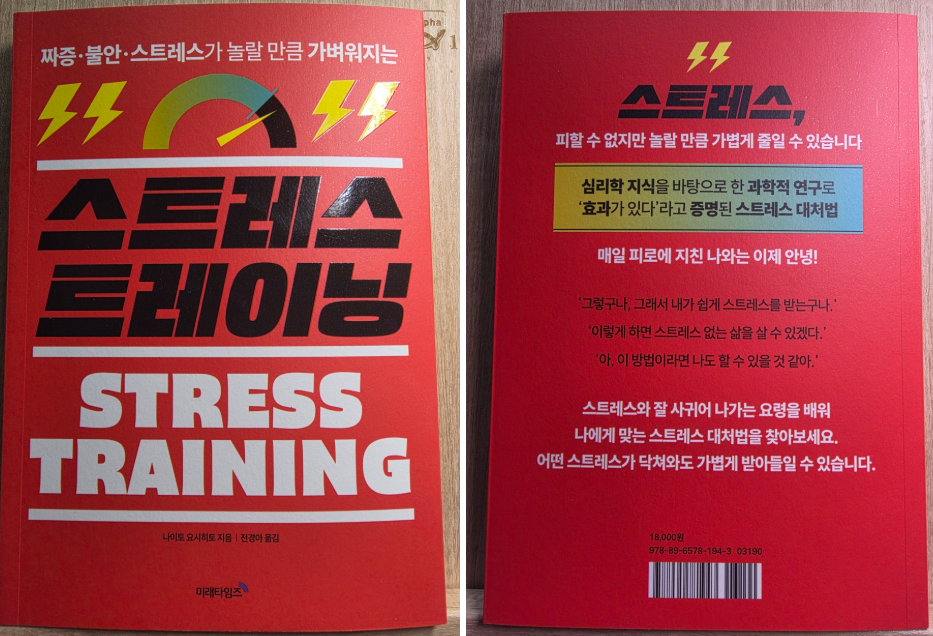 짜증·불안·스트레스가 놀랄 만큼 가벼워지는
스트레스
트레이닝
STRESS
TRAINING
나이토 요시히토 지음 | 전경아 옮김
미래타임즈
pha
1
스트레스,
피할 수 없지만 놀랄 만큼 가볍게 줄일 수 있습니다
심리학 지식을 바탕으로 한 과학적 연구로
‘효과가 있다’라고 증명된 스트레스 대처법
매일 피로에 지친 나와는 이제 안녕!
‘그렇구나, 그래서 내가 쉽게 스트레스를 받는구나.’
‘이렇게 하면 스트레스 없는 삶을 살 수 있겠다.’
‘아, 이 방법이라면 나도 할 수 있을 것 같아.’
스트레스와 잘 사귀어 나가는 요령을 배워
나에게 맞는 스트레스 대처법을 찾아보세요.
어떤 스트레스가 닥쳐와도 가볍게 받아들일 수 있습니다.
18,000원
978-89-6578-194-3 03190